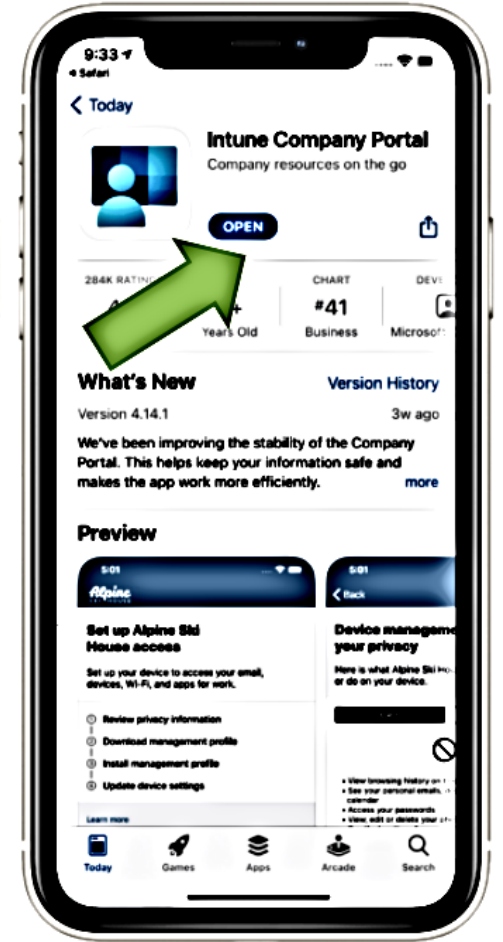 9:33
Safari
Today
Intune Company Portal
Company resources on the go
OPEN
284K
CHART
#41
Years Old
Business
What's New
Version History
Version 4.14.1
3w ago
We've been improving the stability of the Company
Portal. This helps keep your information safe and
makes the app work more efficiently.
more
Preview
5:01
Alpine
Set up Alpine Ski
House access
Set up your device to access your email,
devices, Wi-Fi, and apps for work.
Review privacy information
Download management profile
Install management profile
Update device settings
Learn more
5:01
Back
Device
your privacy
Here is what Alpine Ski
or do on your device.
• View browsing history on
• See your personal emails,
calendar
• Access your passwords
• View, edit or delete your
Today
Games
Apps
Arcade
Search